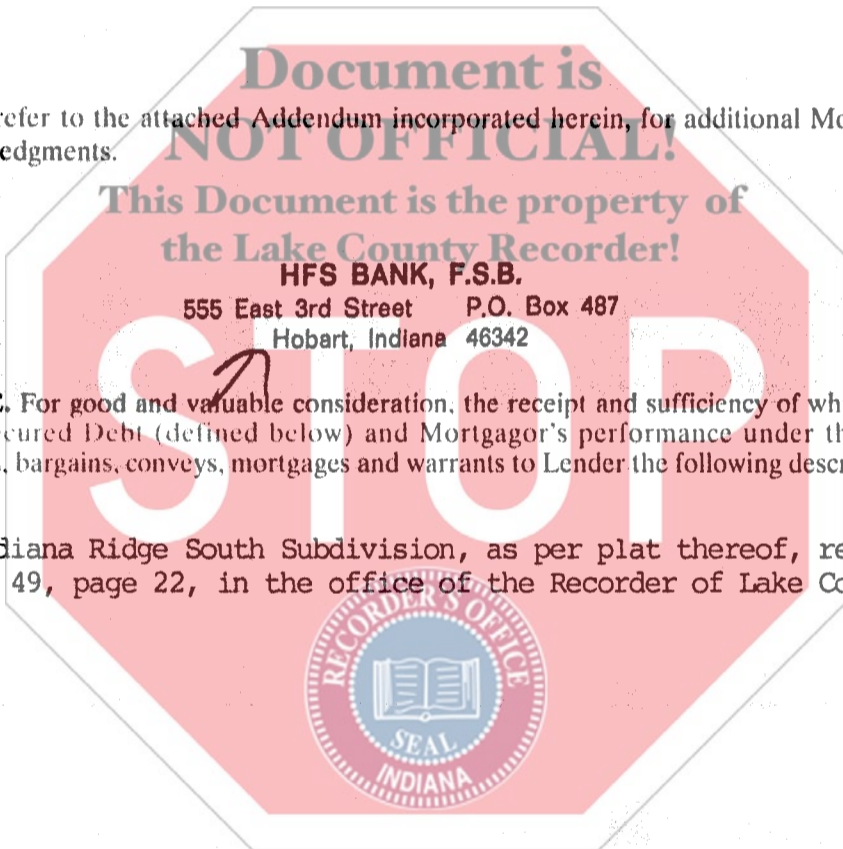 Document is
efer to the attached Addendum incorporated herein, for additional Mo
edgments.
NOT OFFICIAL!
This Document is the property of
the Lake County Recorder!
HFS BANK, F.S.B.
555 East 3rd Street P.O. Box 487
Hobart, Indiana 46342
STOP
. For good and valuable consideration, the receipt and sufficiency of wh
cured Debt (defined below) and Mortgagor's performance under th
, bargains, conveys, mortgages and warrants to Lender the following descr
diana Ridge South Subdivision, as per plat thereof, re
49, page 22, in the office of the Recorder of Lake Co
RECORDER'S OFFICE
SEAL
INDIANA